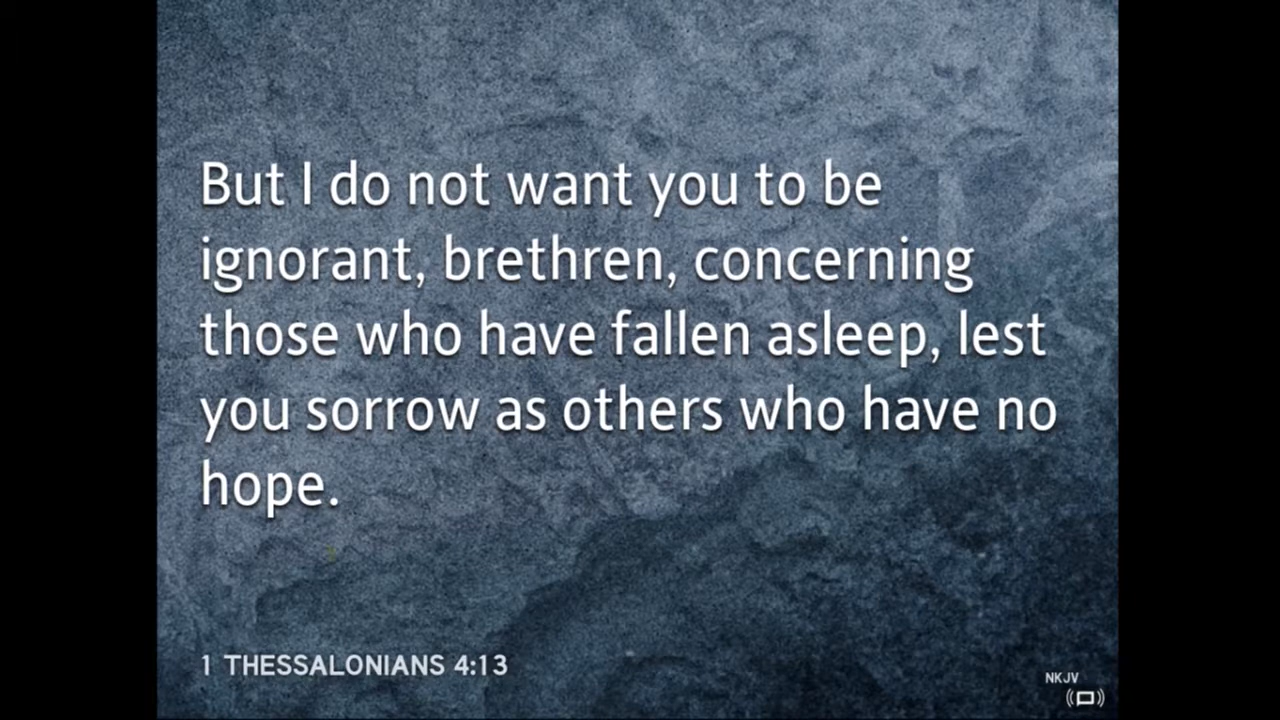 But I do not want you to be
ignorant, brethren, concerning
those who have fallen asleep, lest
you sorrow as others who have no
hope.
1 THESSALONIANS 4:13
NKJV